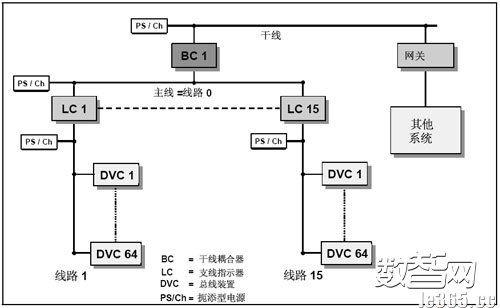 PS / Ch
干线
BC 1
网关
PS / Ch
主线 =线路 0
LC 1
LC 15
其他
系统
PS / Ch
PS / Ch
DVC 1
DVC 1
DVC 64
DVC 64
线路 1
线路 15
BC = 干线耦合器
LC = 支线指示器
DVC = 总线装置
PS/Ch = 扼添型电源
数智网
le365.cc